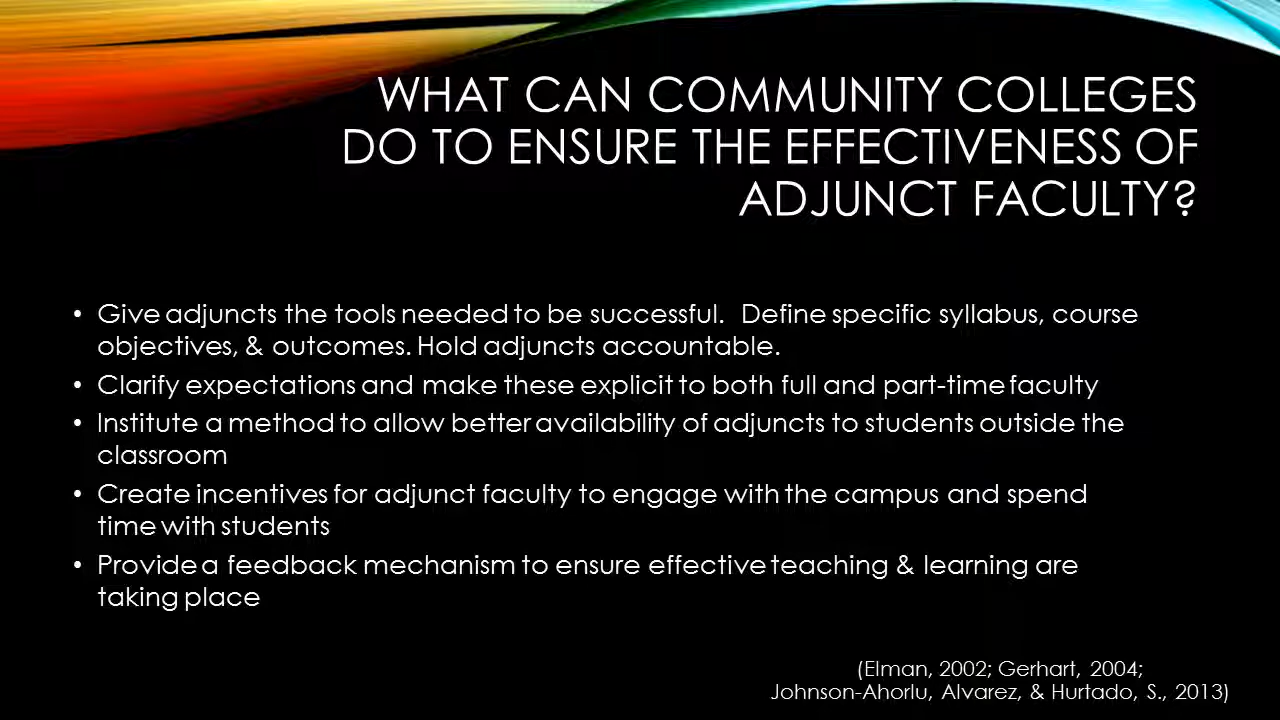 WHAT CAN COMMUNITY COLLEGES
DO TO ENSURE THE EFFECTIVENESS OF
ADJUNCT FACULTY?
• Give adjuncts the tools needed to be successful.  Define specific syllabus, course
objectives, & outcomes. Hold adjuncts accountable.
• Clarify expectations and make these explicit to both full and part-time faculty
• Institute a method to allow better availability of adjuncts to students outside the
classroom
• Create incentives for adjunct faculty to engage with the campus and spend
time with students
• Provide a feedback mechanism to ensure effective teaching & learning are
taking place
(Elman, 2002; Gerhart, 2004;
Johnson-Ahorlu, Alvarez, & Hurtado, S., 2013)